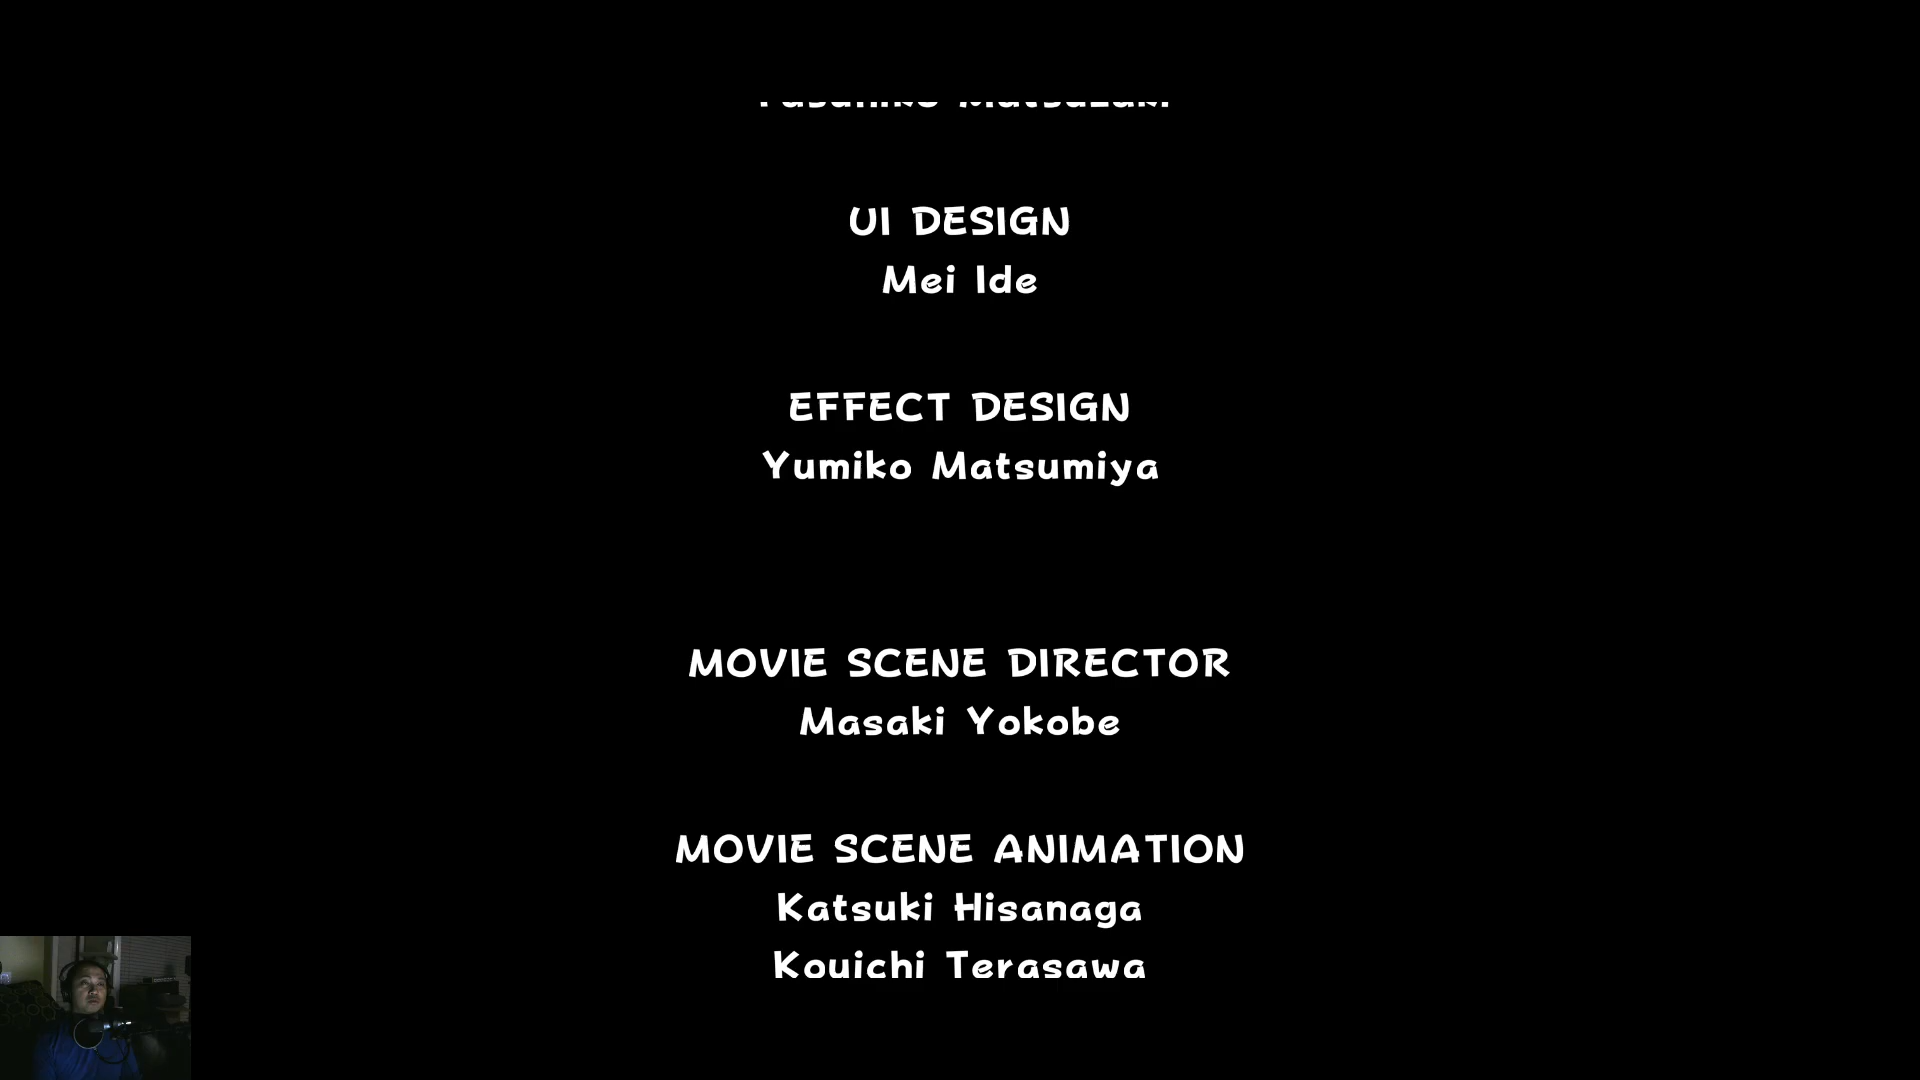 UI DESIGN
Mei Ide
EFFECT DESIGN
Yumiko Matsumiya
MOVIE SCENE DIRECTOR
Masaki Yokobe
MOVIE SCENE ANIMATION
Katsuki Hisanaga
Kouichi Terasawa